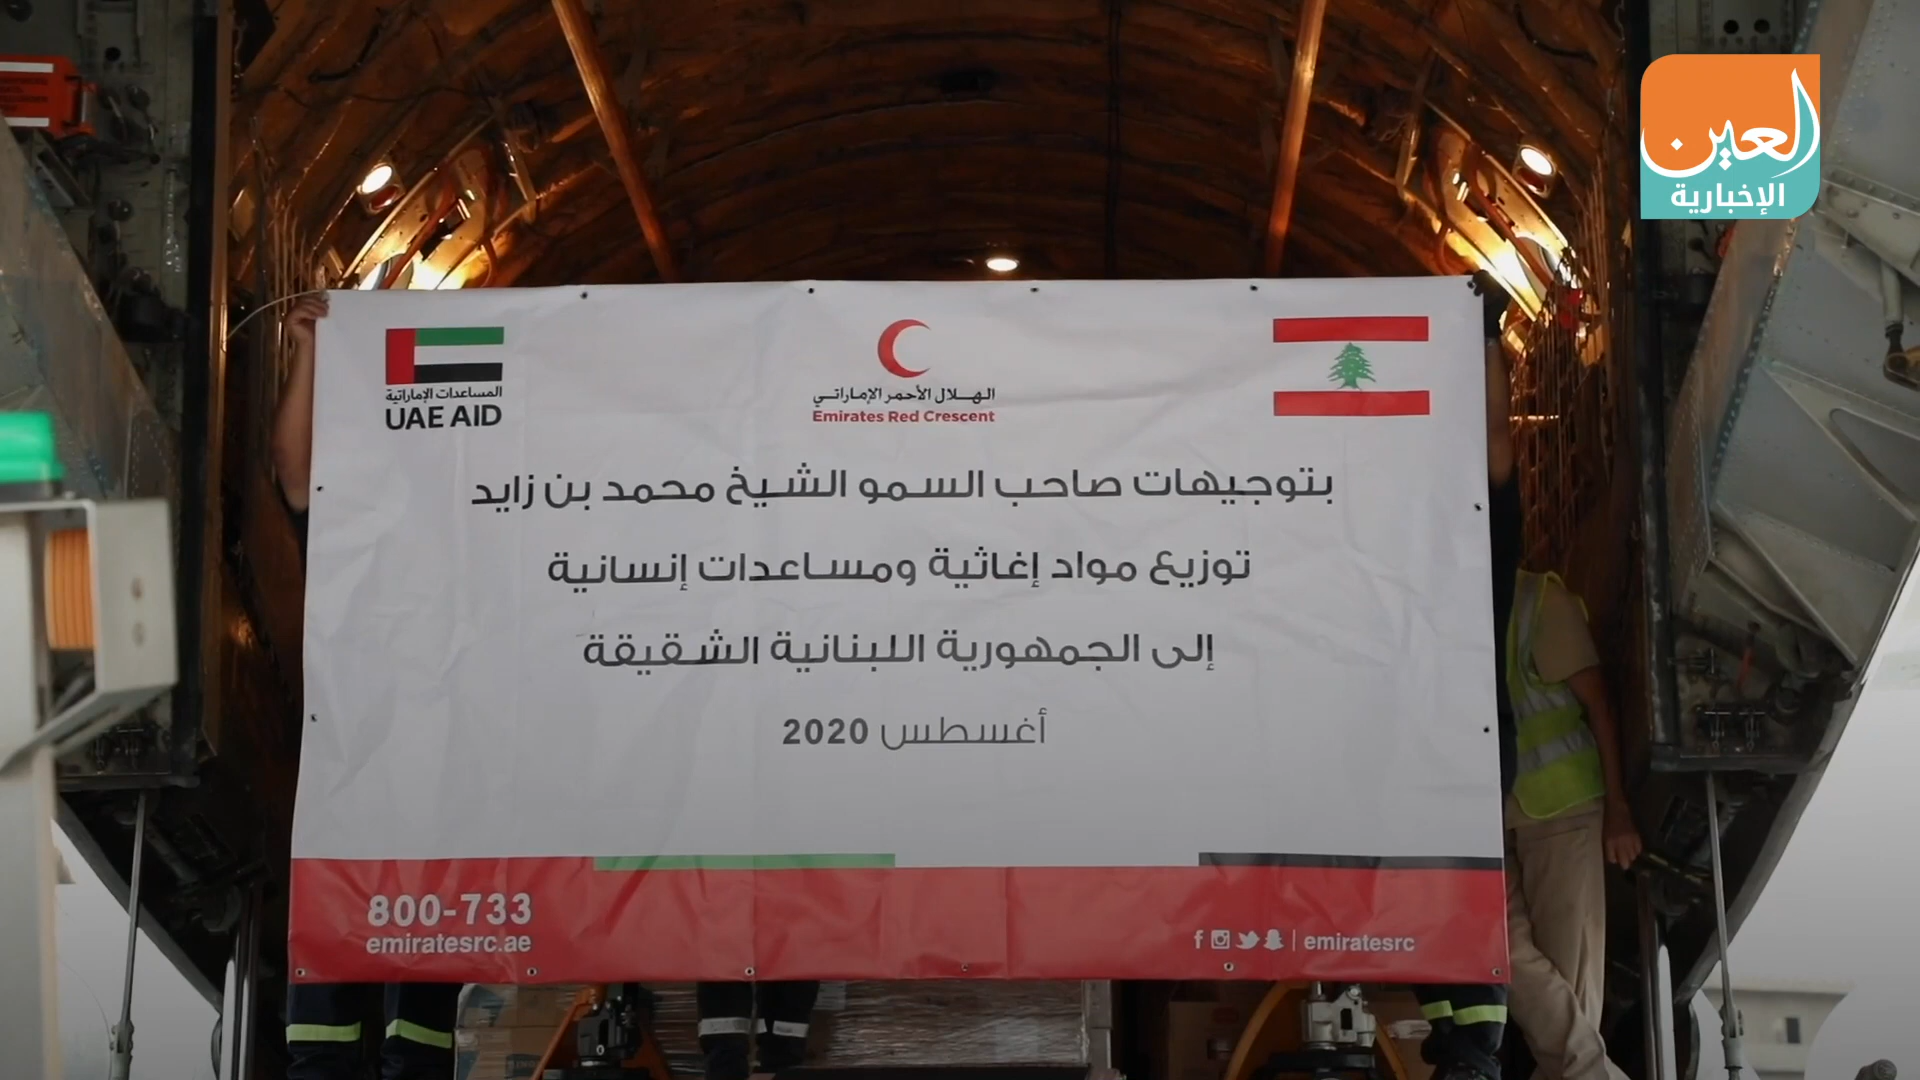 العين
الإخبارية
المساعدات الإماراتية
UAE AID
الهلال الأحمر الإماراتي
Emirates Red Crescent
بتوجيهات صاحب السمو الشيخ محمد بن زايد
توزيع مواد إغاثية ومساعدات إنسانية
إلى الجمهورية اللبنانية الشقيقة
أغسطس 2020
800-733
emiratesrc.ae
emiratesrc